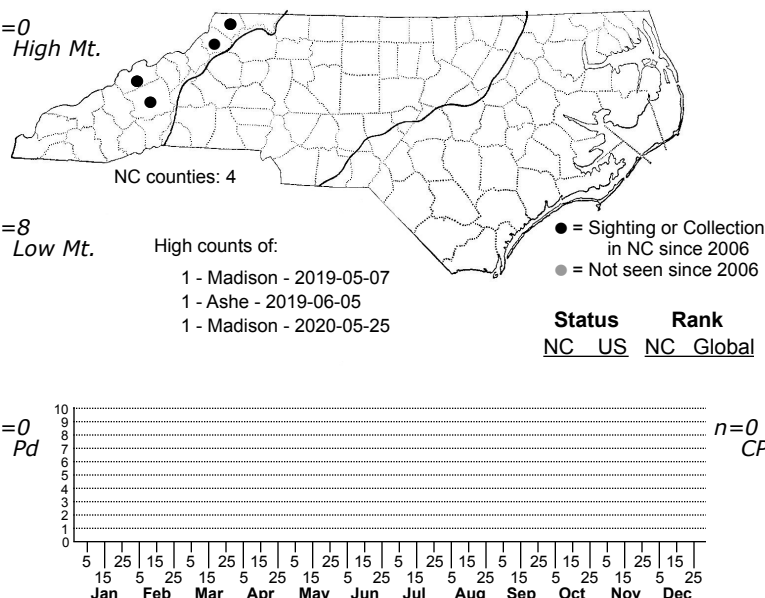 =0
High Mt.
NC counties: 4
=8
Low Mt.
High counts of:
1 - Madison - 2019-05-07
1 - Ashe - 2019-06-05
1 - Madison - 2020-05-25
● = Sighting or Collection
in NC since 2006
● = Not seen since 2006
Status Rank
NC US NC Global
=0
Pd
n=0
CP
10
9
8
7
6
5
4
3
2
1
0
5 25 15 5 25 15 5 25 15 5 25 15 5 25 15 5 25 15
15 5 25 15 5 25 15 5 25 15 5 25 15 5 25 15 5 25
Jan Feb Mar Apr May Jun Jul Aug Sep Oct Nov Dec